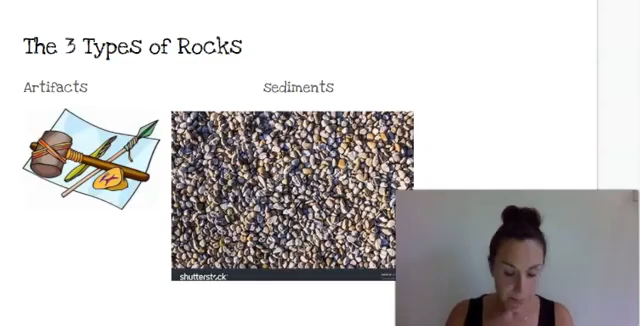 The 3 Types of Rocks
Artifacts
sediments
shutterstock